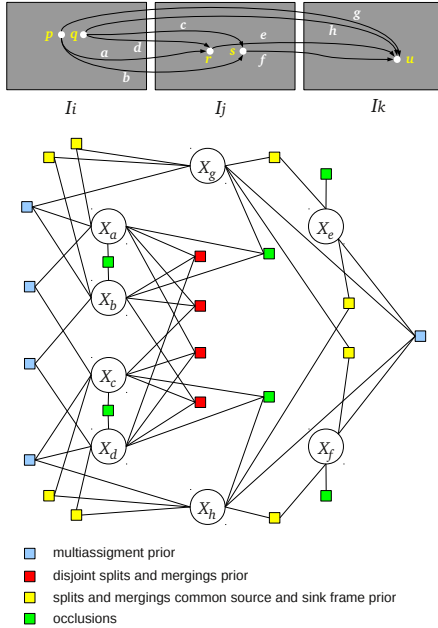 g
c
h
p q
d
e
a
r s
f
b
u
Ii Ij Ik
Xg
Xa
Xe
Xb
Xc
Xd
Xf
Xh
multiassigment prior
disjoint splits and mergings prior
splits and mergings common source and sink frame prior
occlusions